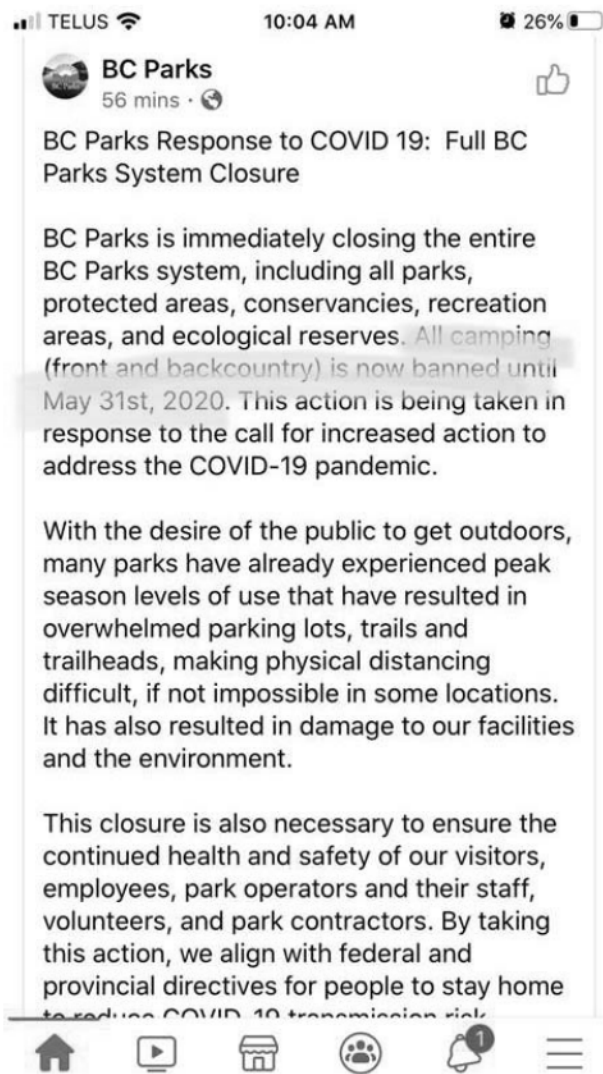 TELUS 10:04 AM 26%
BC Parks
56 mins ·
BC Parks Response to COVID 19: Full BC
Parks System Closure
BC Parks is immediately closing the entire
BC Parks system, including all parks,
protected areas, conservancies, recreation
areas, and ecological reserves. All camping
(front and backcountry) is now banned until
May 31st, 2020. This action is being taken in
response to the call for increased action to
address the COVID-19 pandemic.
With the desire of the public to get outdoors,
many parks have already experienced peak
season levels of use that have resulted in
overwhelmed parking lots, trails and
trailheads, making physical distancing
difficult, if not impossible in some locations.
It has also resulted in damage to our facilities
and the environment.
This closure is also necessary to ensure the
continued health and safety of our visitors,
employees, park operators and their staff,
volunteers, and park contractors. By taking
this action, we align with federal and
provincial directives for people to stay home
to reduce COVID-19 transmission risk
1